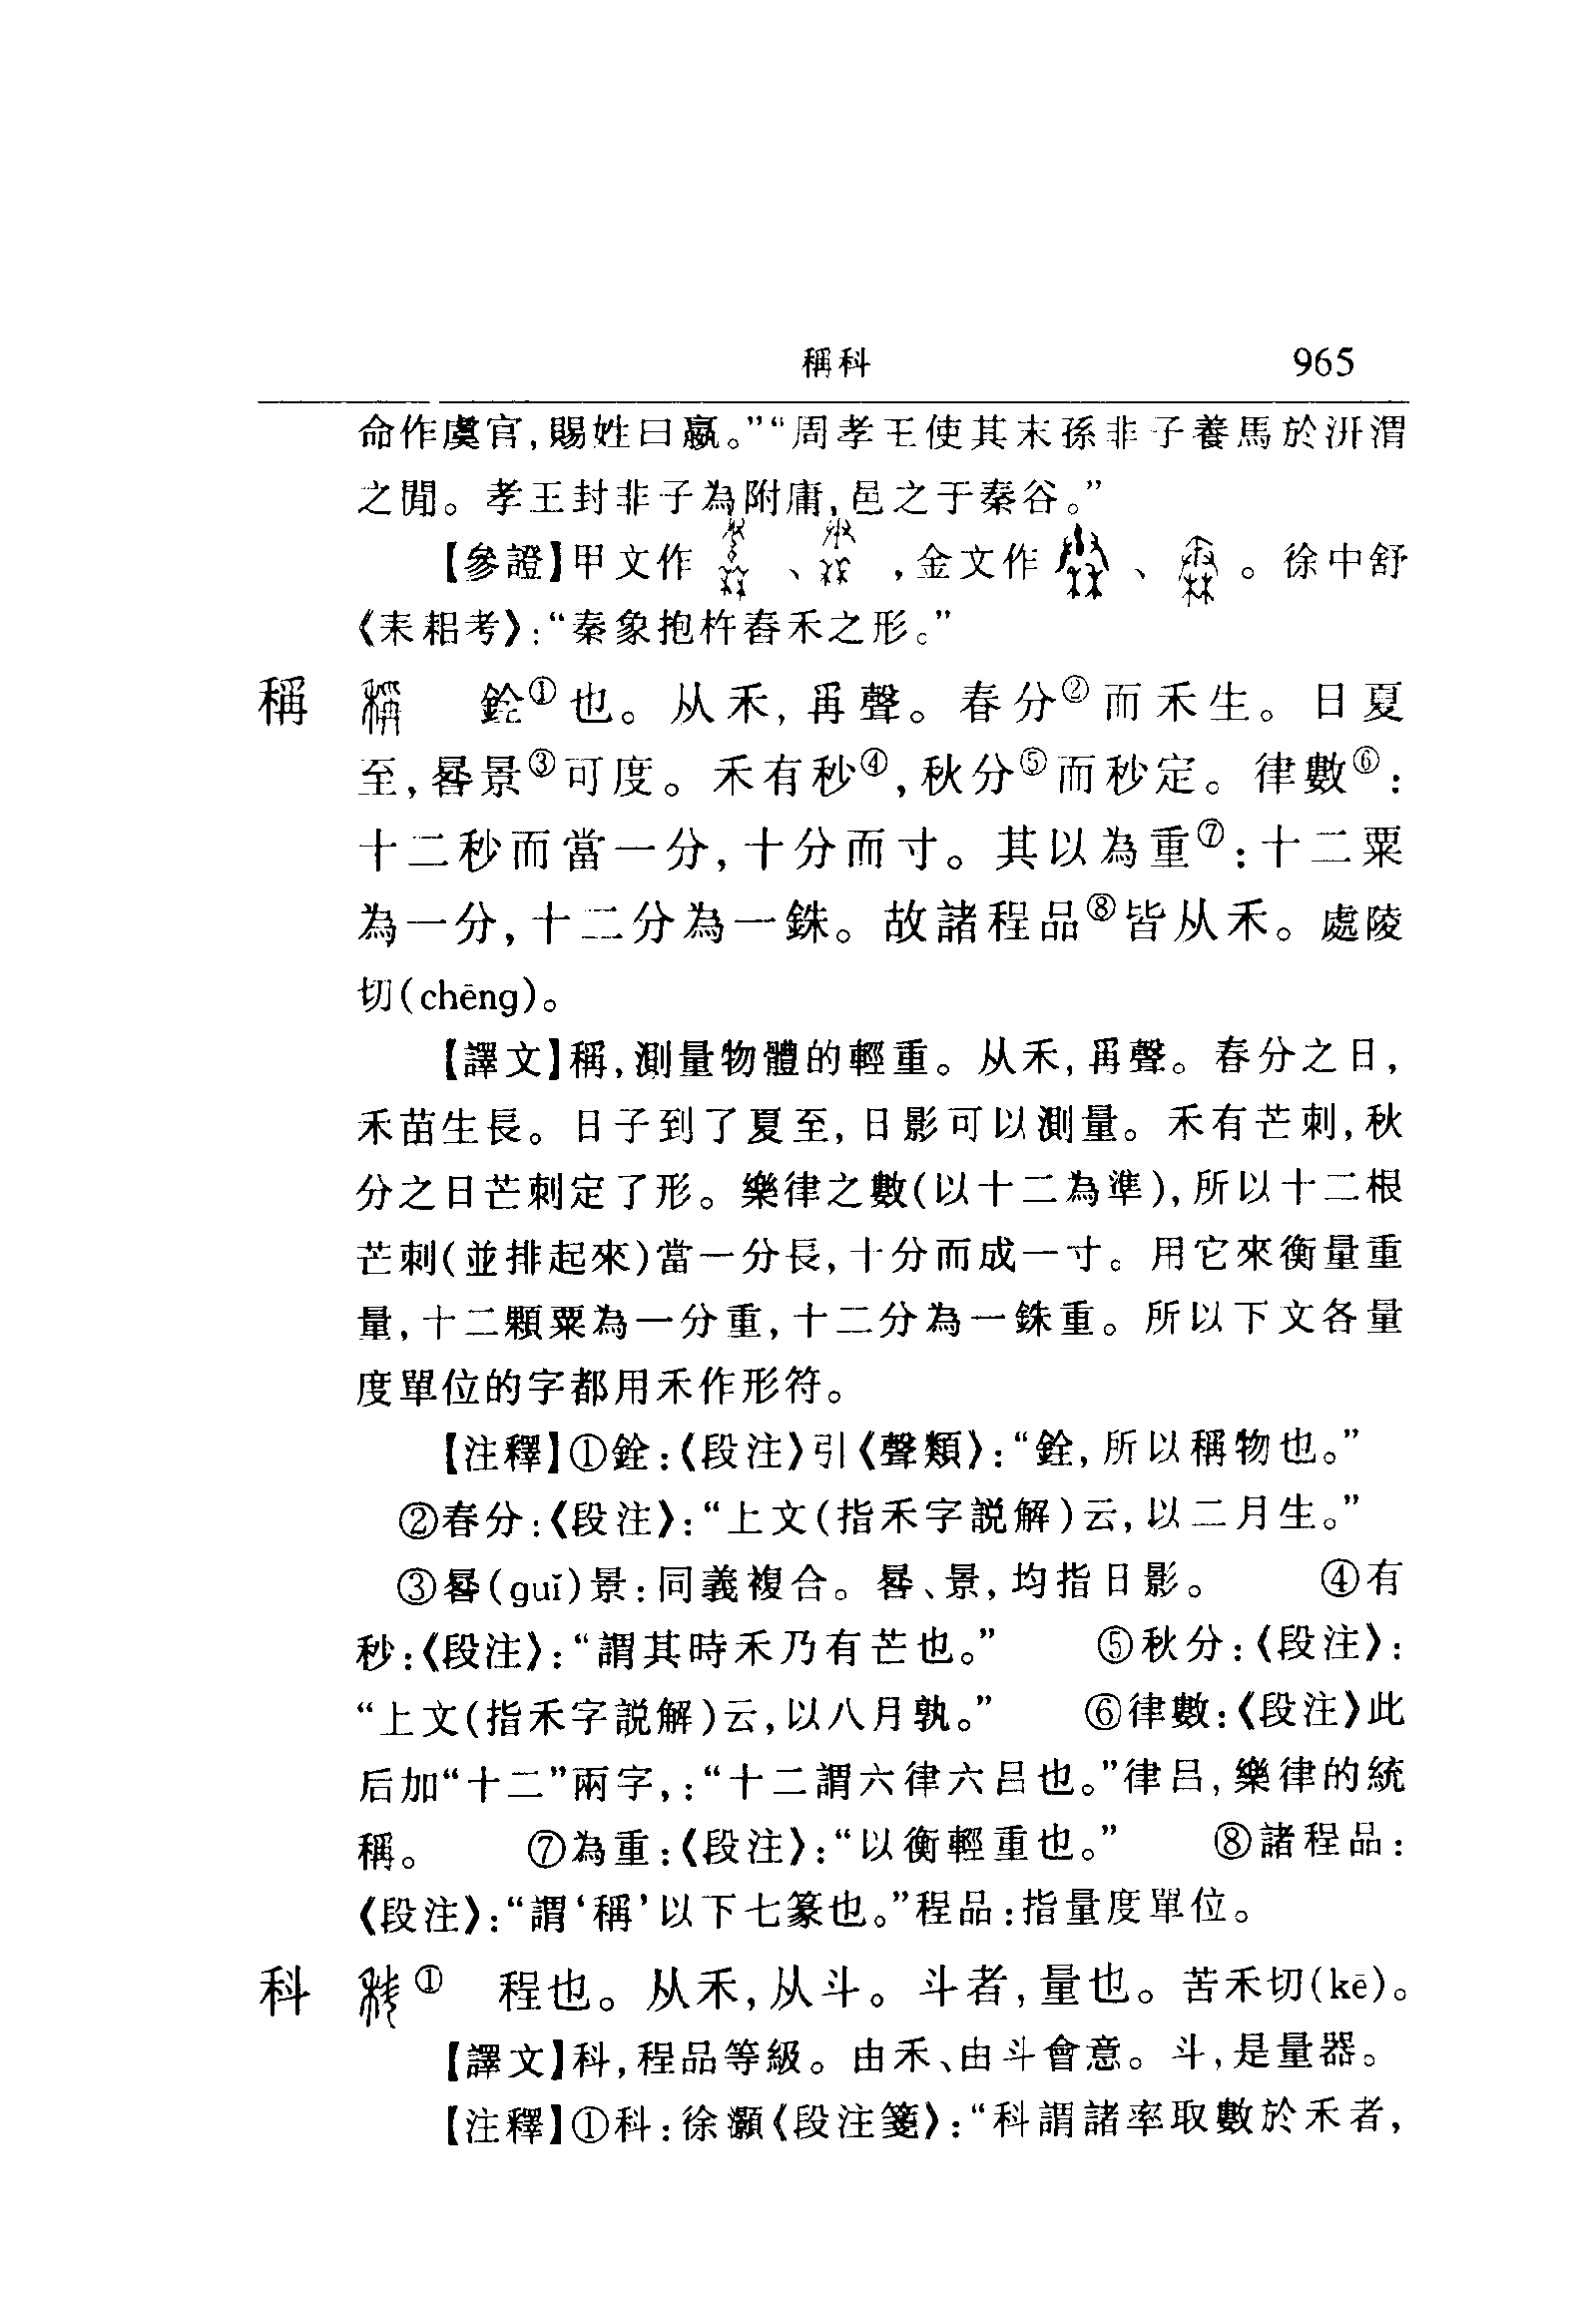 稱科 965
命作虞官,賜姓曰嬴。”“周孝王使其末孫非子養馬於汧渭
之閒。孝王封非子為附庸,邑之于秦谷。”
【參證】甲文作 、 ,金文作 、 。徐中舒
《耒耜考》:“秦象抱杵舂禾之形。”
稱 銓①也。从禾,爯聲。春分②而禾生。日夏
至,晷景③可度。禾有秒④,秋分⑤而秒定。律數⑥:
十二秒而當一分,十分而寸。其以為重⑦:十二粟
為一分,十二分為一銖。故諸程品⑧皆从禾。處陵
切(chēng)。
【譯文】稱,測量物體的輕重。从禾,爯聲。春分之日,
禾苗生長。日子到了夏至,日影可以測量。禾有芒刺,秋
分之日芒刺定了形。樂律之數(以十二為準),所以十二根
芒刺(並排起來)當一分長,十分而成一寸。用它來衡量重
量,十二顆粟為一分重,十二分為一銖重。所以下文各量
度單位的字都用禾作形符。
【注釋】①銓:《段注》引《聲類》:“銓,所以稱物也。”
②春分:《段注》:“上文(指禾字説解)云,以二月生。”
③晷(guǐ)景:同義複合。晷、景,均指日影。 ④有
秒:《段注》:“謂其時禾乃有芒也。” ⑤秋分:《段注》:
“上文(指禾字説解)云,以八月孰。” ⑥律數:《段注》此
后加“十二”兩字,:“十二謂六律六呂也。”律呂,樂律的統
稱。 ⑦為重:《段注》:“以衡輕重也。” ⑧諸程品:
《段注》:“謂‘稱’以下七篆也。”程品:指量度單位。
科 ① 程也。从禾,从斗。斗者,量也。苦禾切(kē)。
【譯文】科,程品等級。由禾、由斗會意。斗,是量器。
【注釋】①科:徐灝《段注箋》:“科謂諸率取數於禾者,